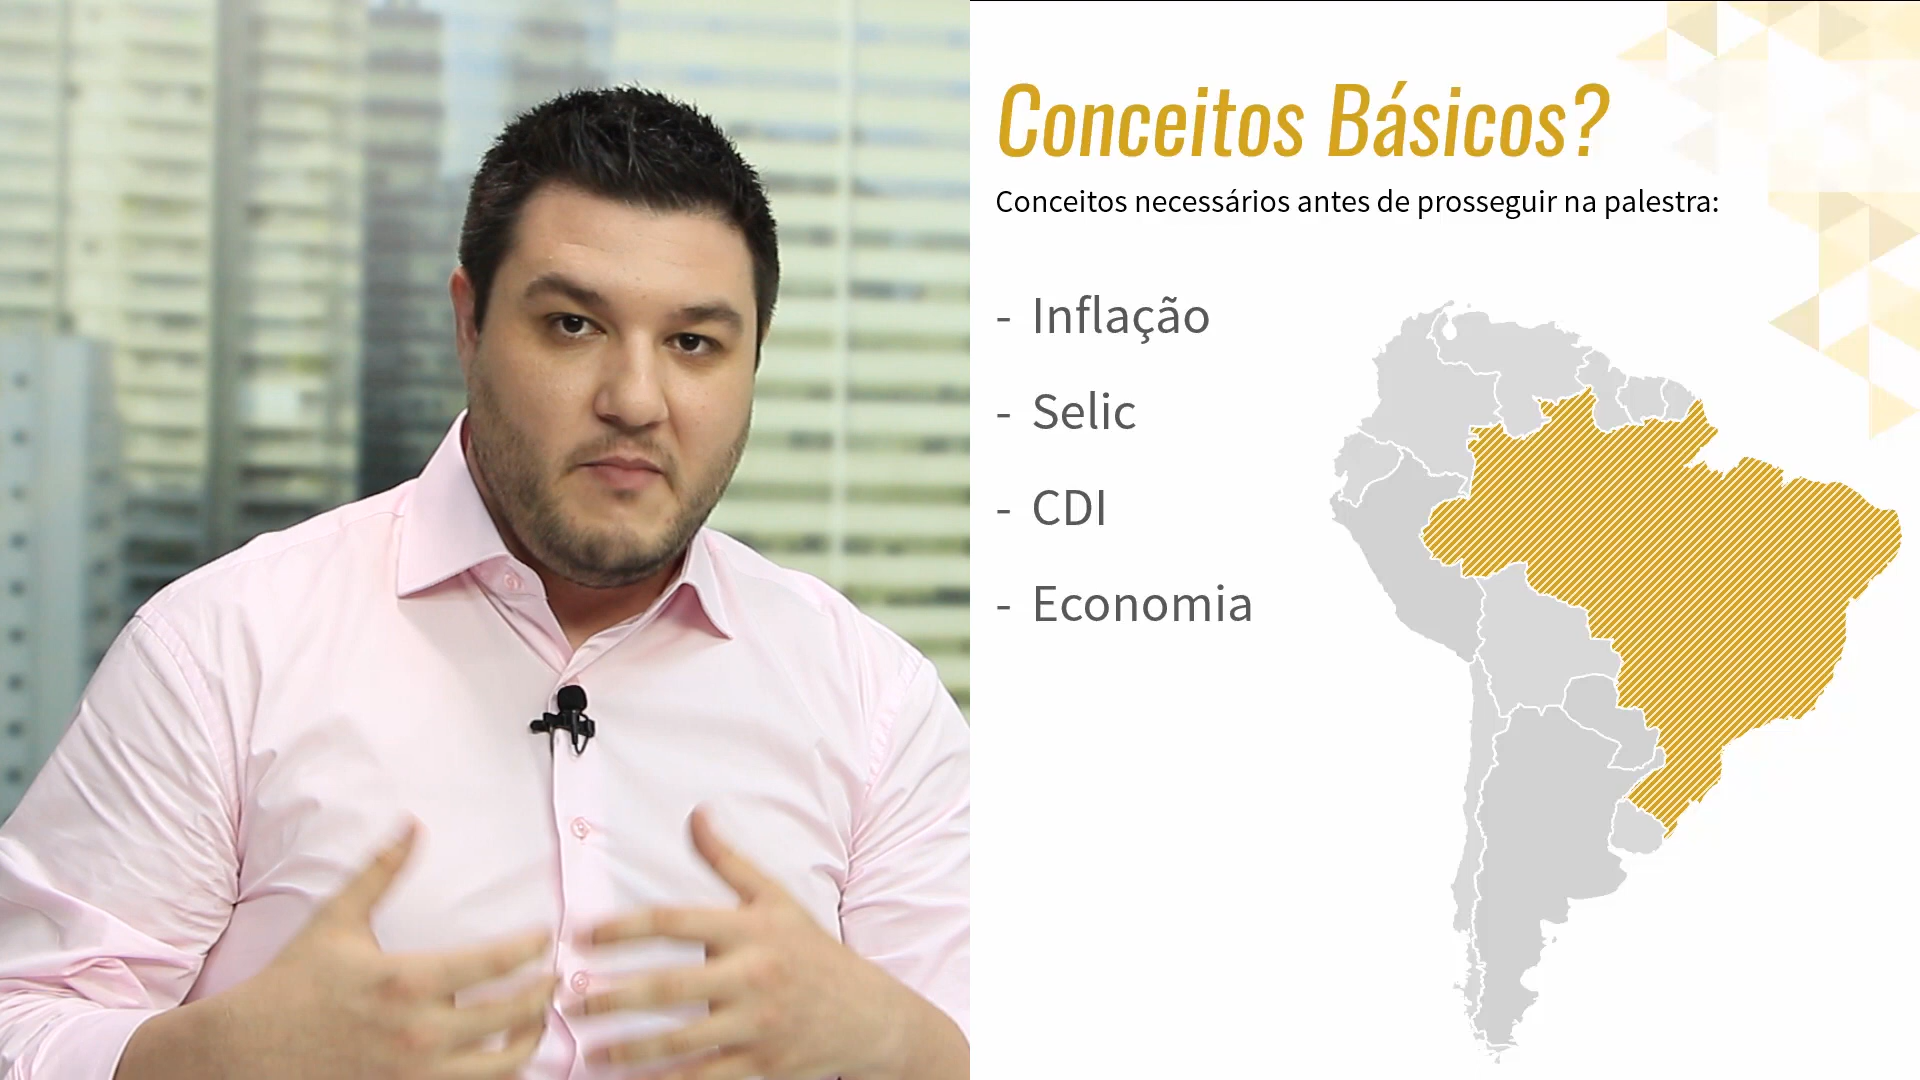 Conceitos Básicos?
Conceitos necessários antes de prosseguir na palestra:
- Inflação
- Selic
- CDI
- Economia